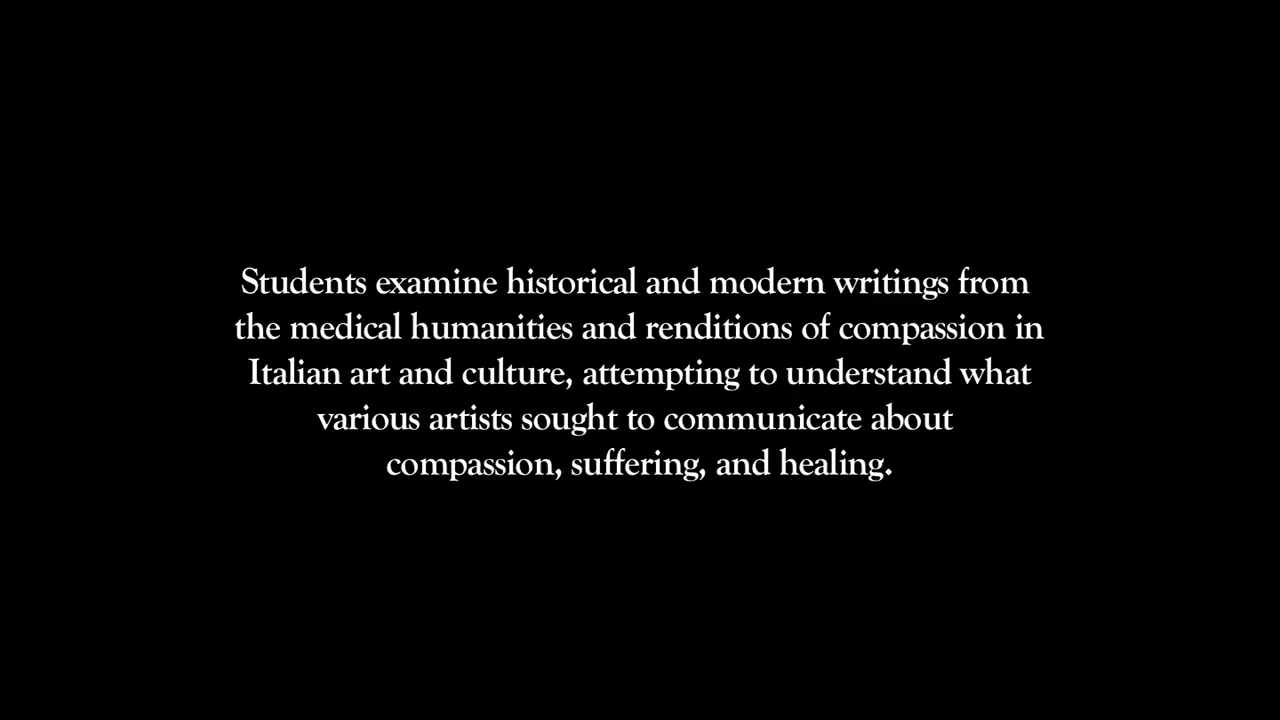 Students examine historical and modern writings from
the medical humanities and renditions of compassion in
Italian art and culture, attempting to understand what
various artists sought to communicate about
compassion, suffering, and healing.